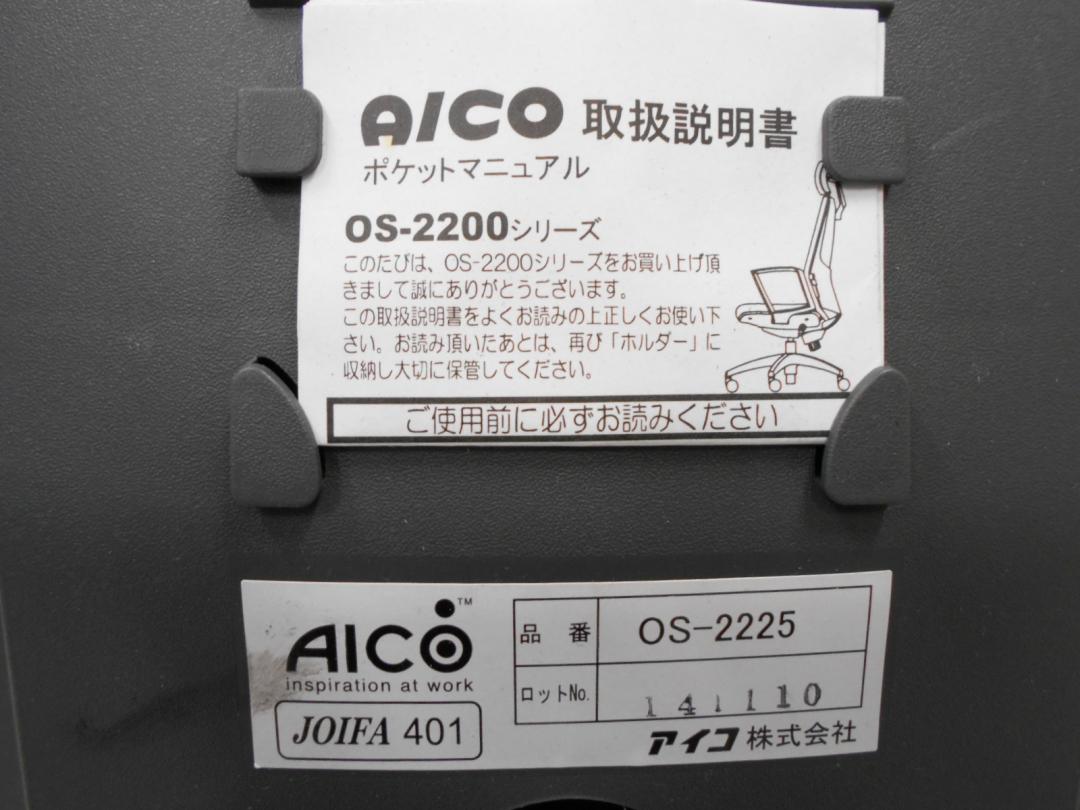 AICO 取扱説明書
ポケットマニュアル
OS-2200シリーズ
このたびは、OS-2200シリーズをお買い上げ頂
きまして誠にありがとうございます。
この取扱説明書をよくお読みの上正しくお使い下
さい。お読み頂いたあとは、再び「ホルダー」に
収納し大切に保管してください。
ご使用前に必ずお読みください
AICO™
inspiration at work
JOIFA 401
品番 OS-2225
ロットNo. 141110
アイコ株式会社